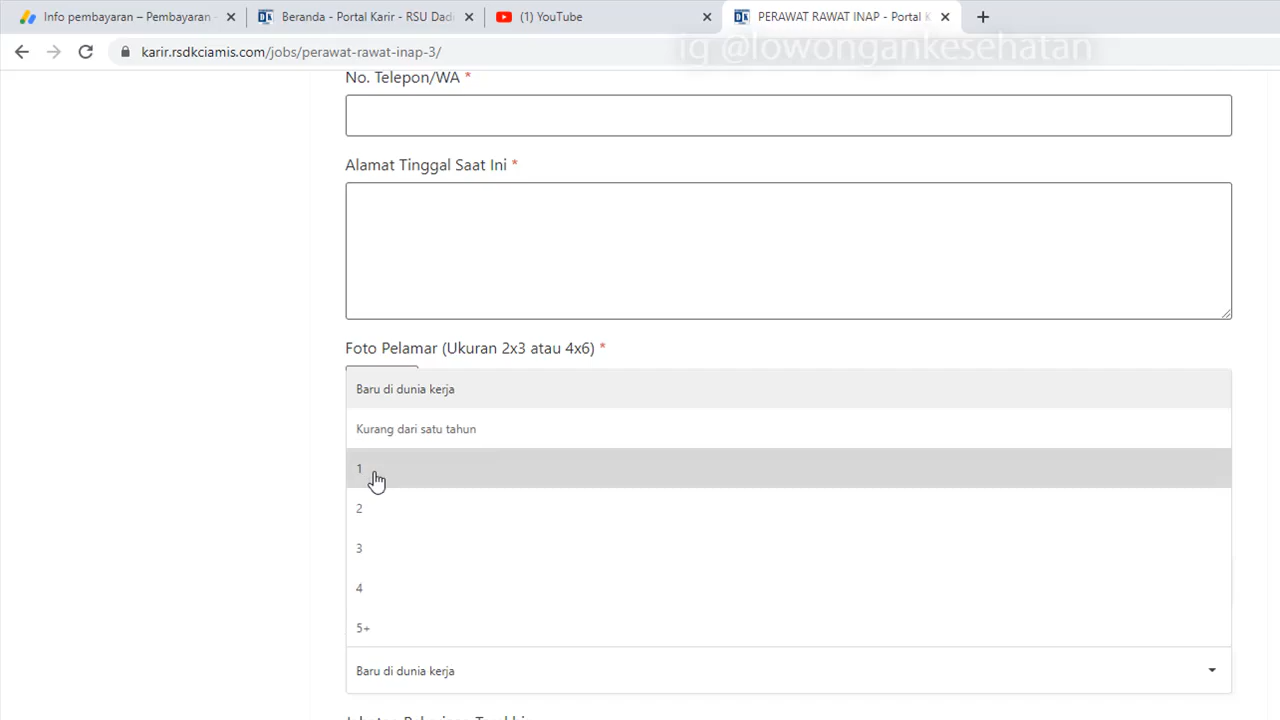 Info pembayaran – Pembayaran
Beranda - Portal Karir - RSU Dad
(1) YouTube
PERAWAT RAWAT INAP - Portal K
karir.rsdkciamis.com/jobs/perawat-rawat-inap-3/
ig @lowongankesehatan
No. Telepon/WA *
Alamat Tinggal Saat Ini *
Foto Pelamar (Ukuran 2x3 atau 4x6) *
Baru di dunia kerja
Kurang dari satu tahun
1
2
3
4
5+
Baru di dunia kerja